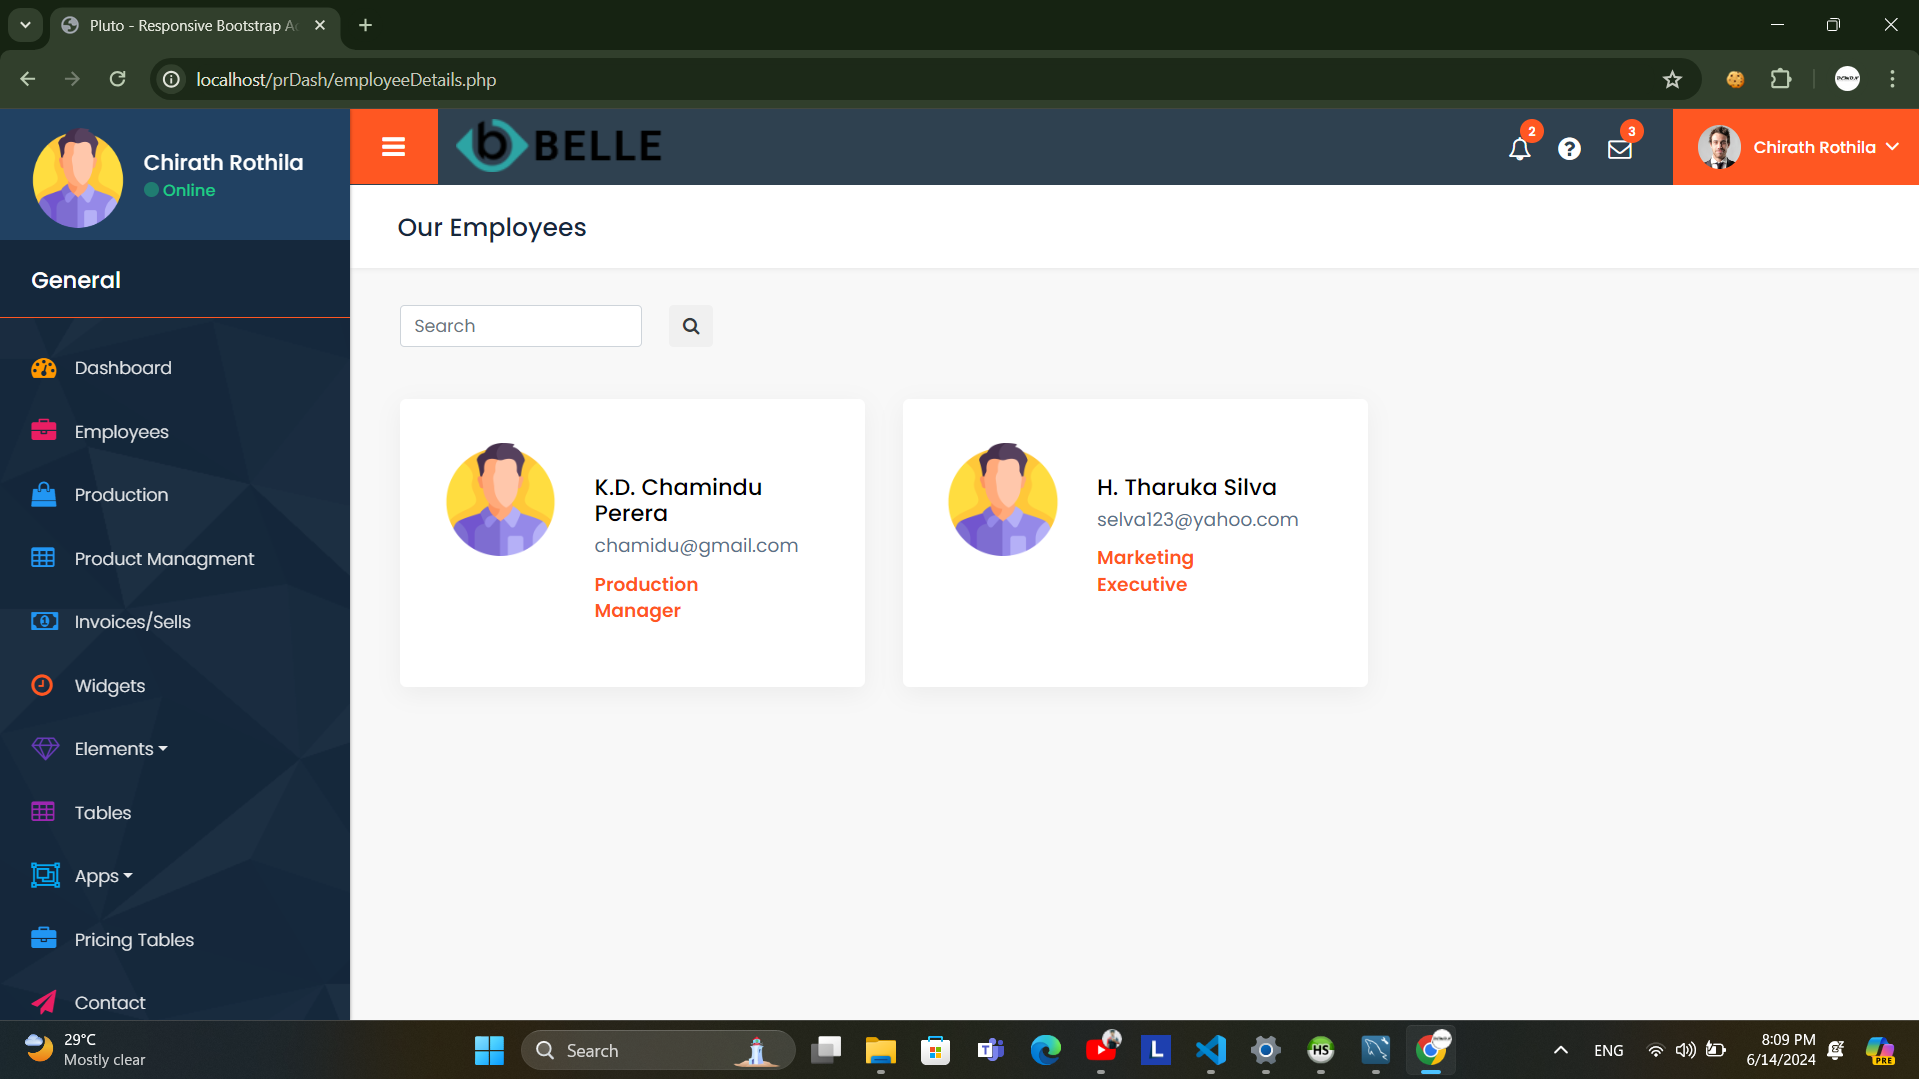 Pluto - Responsive Bootstrap Ac
localhost/prDash/employeeDetails.php
Chirath Rothila
Online
b BELLE
2
3
Chirath Rothila
Our Employees
General
Search
Dashboard
Employees
Production
Product Managment
Invoices/Sells
Widgets
Elements
Tables
Apps
Pricing Tables
Contact
K.D. Chamindu
Perera
chamidu@gmail.com
Production
Manager
H. Tharuka Silva
selva123@yahoo.com
Marketing
Executive
29°C
Mostly clear
Search
L
HS
ENG
8:09 PM
6/14/2024
PRE